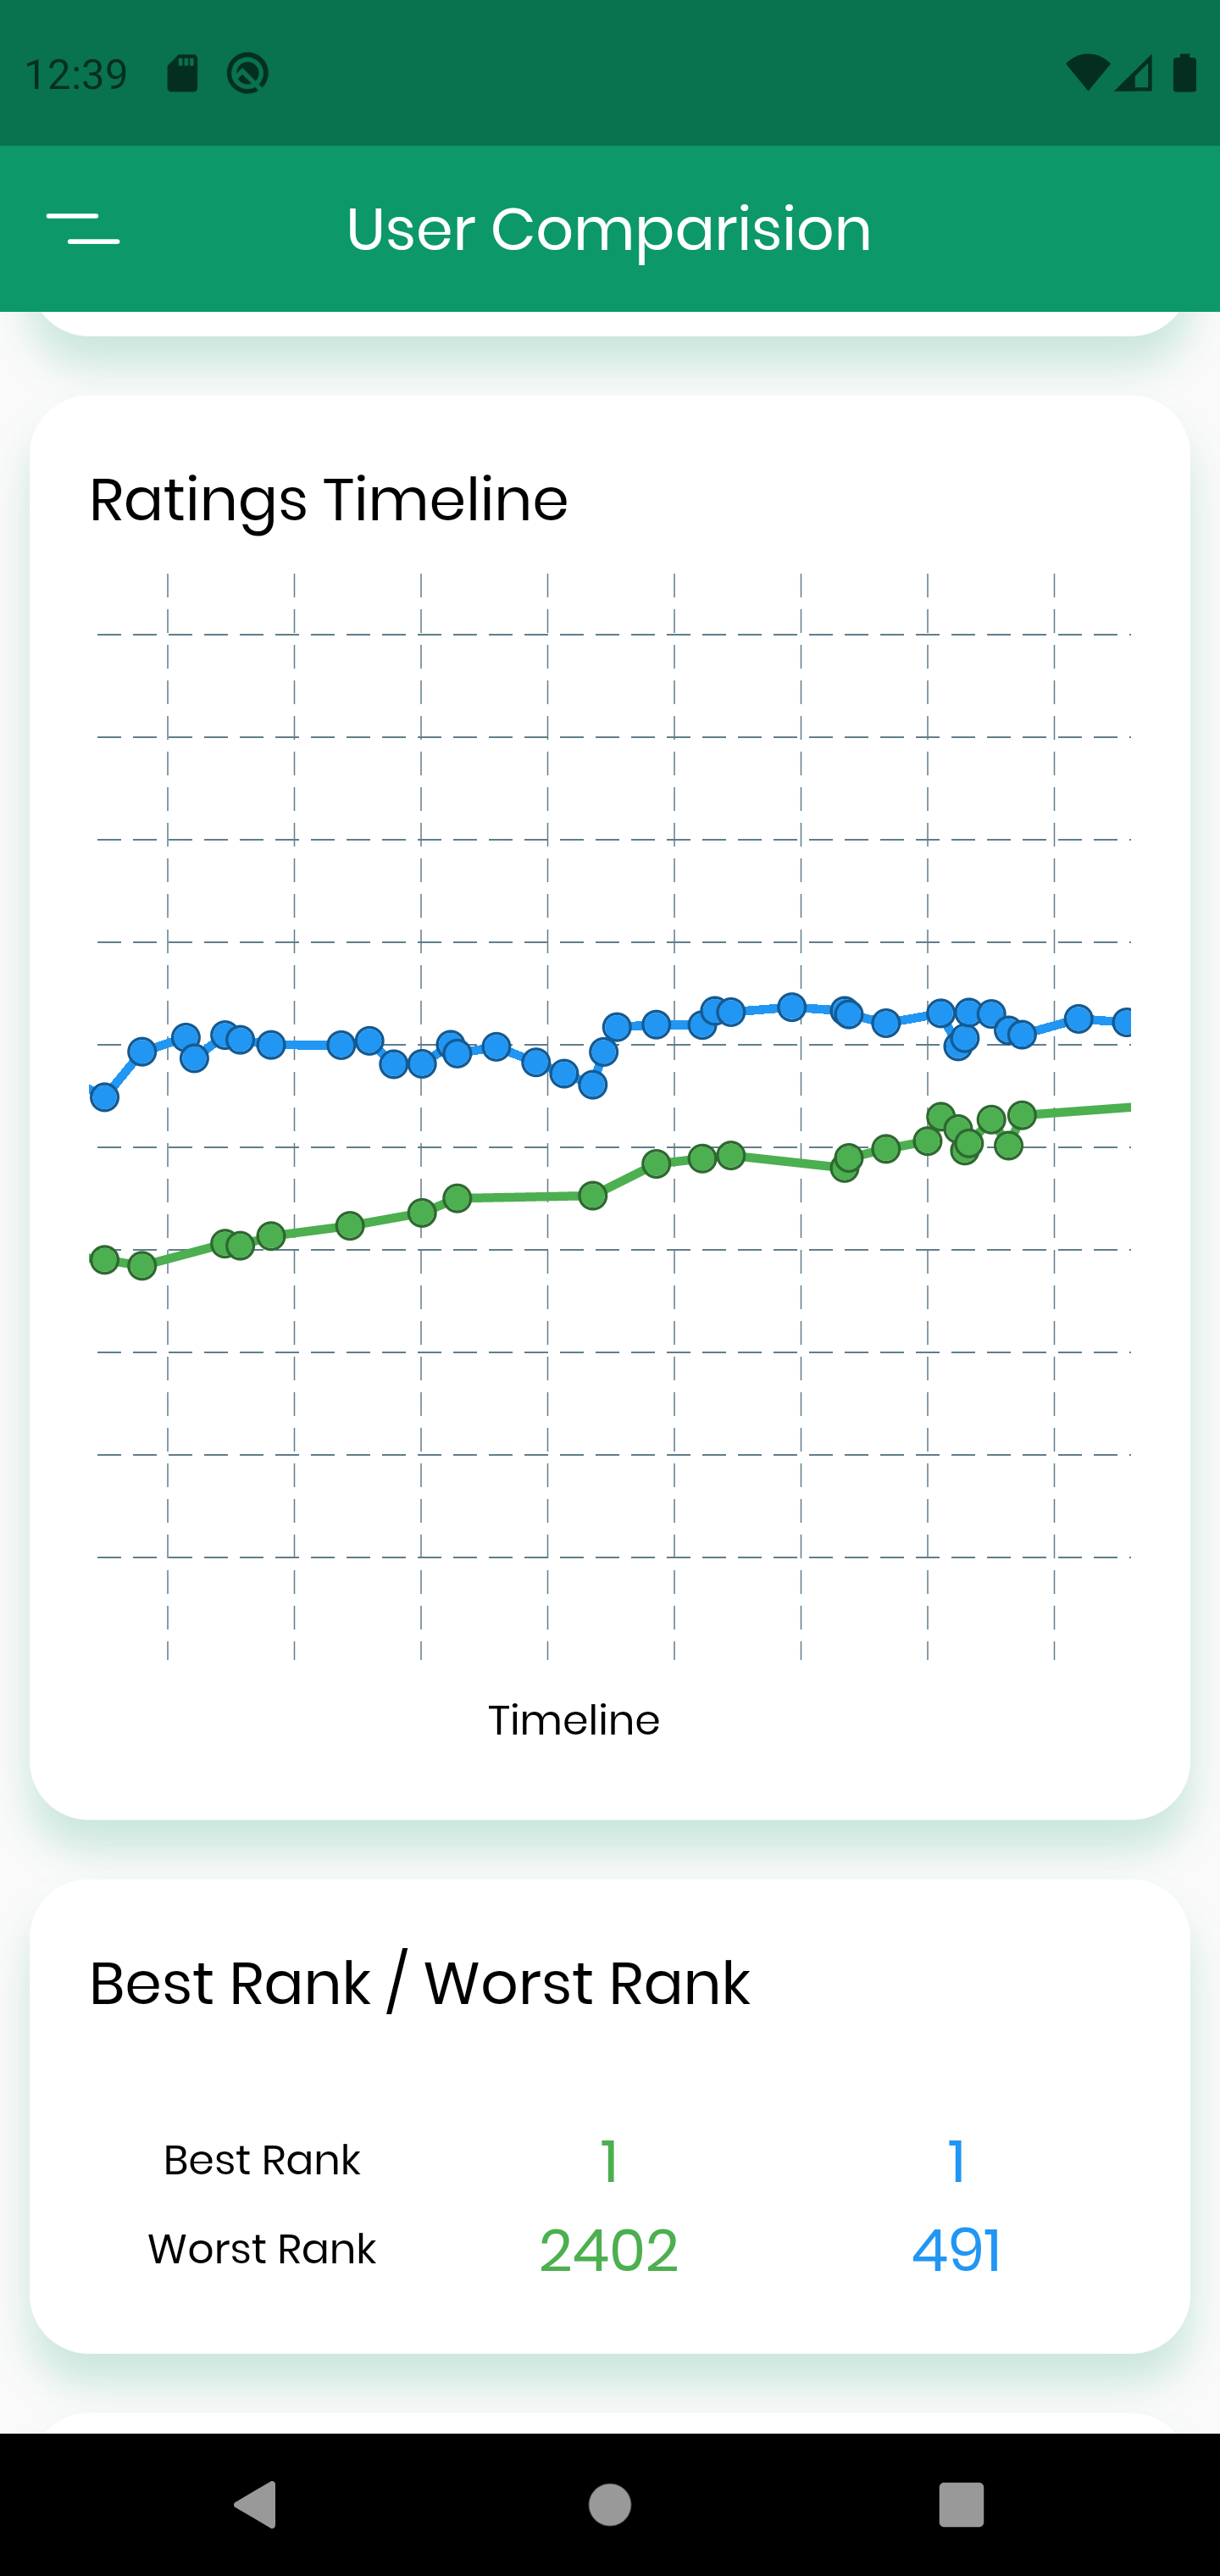 12:39
User Comparision
Ratings Timeline
Timeline
Best Rank / Worst Rank
Best Rank 1 1
Worst Rank 2402 491